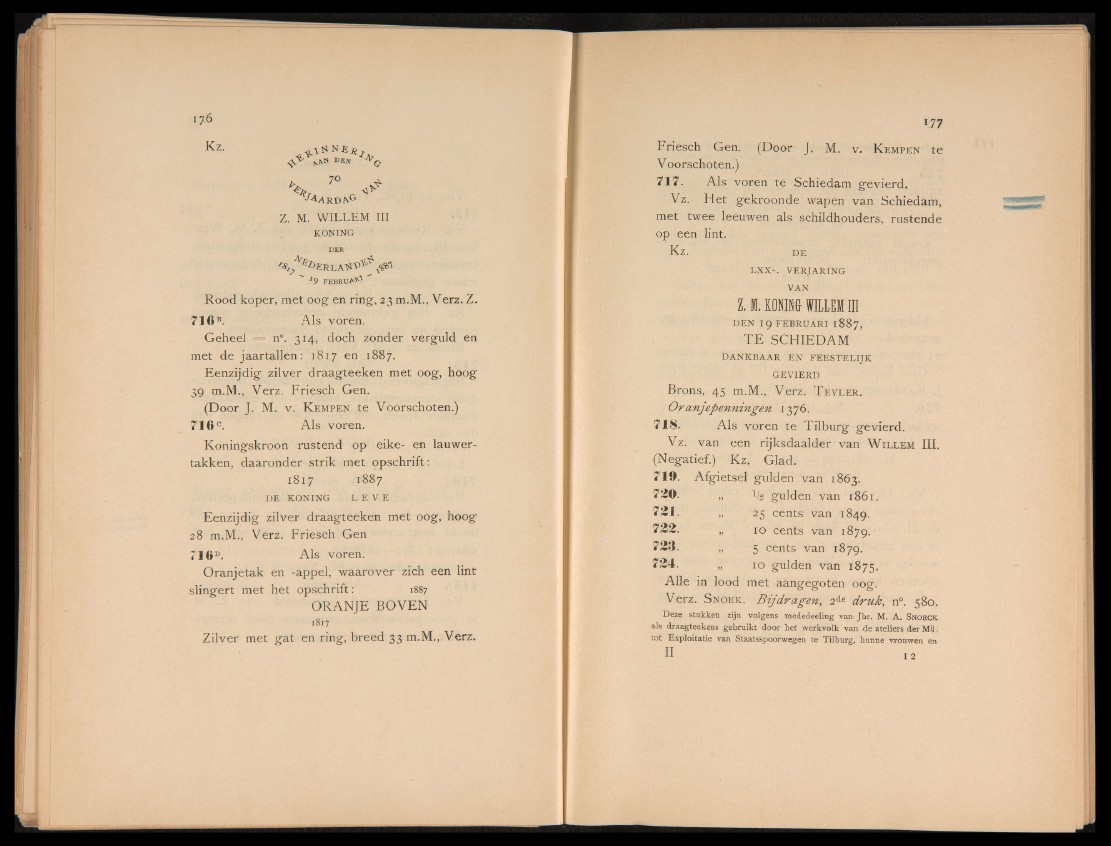 176
Kz.
HERINNERING
AAN DEN
70
VERJAARDAG VAN
Z. M. WILLEM III
KONING
DER
NEDERLANDEN
1817 – 19 FEBRUARI – 1887
Rood koper, met oog en ring, 23 m.M., Verz. Z.
716B. Als voren.
Geheel = n°. 314, doch zonder verguld en
met de jaartallen: 1817 en 1887.
Eenzijdig zilver draagteeken met oog, hoog
39 m.M., Verz. Friesch Gen.
(Door J. M. v. KEMPEN te Voorschoten.)
716C. Als voren.
Koningskroon rustend op eike- en lauwer-
takken, daaronder strik met opschrift:
1817 1887
DE KONING LEVE
Eenzijdig zilver draagteeken met oog, hoog
28 m.M., Verz. Friesch Gen
716D. Als voren.
Oranjetak en -appel, waarover zich een lint
slingert met het opschrift: 1887
ORANJE BOVEN
1817
Zilver met gat en ring, breed 33 m.M., Verz.
177
Friesch Gen. (Door J. M. v. KEMPEN te
Voorschoten.)
717. Als voren te Schiedam gevierd.
Vz. Het gekroonde wapen van Schiedam,
met twee leeuwen als schildhouders, rustende
op een lint.
Kz. DE
LXX-. VERJARING
VAN
Z. M. KONING WILLEM III
DEN 19 FEBRUARI 1887,
TE SCHIEDAM
DANKBAAR EN FEESTELIJK
GEVIERD
Brons, 45 m.M., Verz. TEYLER.
Oranjepenningen 1376.
718. Als voren te Tilburg gevierd.
Vz. van een rijksdaalder van WILLEM III.
(Negatief.) Kz. Glad.
719. Afgietsel gulden van 1863.
720. „ 1/2 gulden van 1861.
721. „ 25 cents van 1849.
722. „ 10 cents van 1879.
723. „ 5 cents van 1879.
724. „ 10 gulden van 1875.
Alle in lood met aangegoten oog.
Verz. SNOEK. Bijdragen, 2de druk, n°. 580.
Deze stukken zijn volgens mededeeling van Jhr. M. A. SNOECK
als draagteekens gebruikt door het werkvolk van de ateliers der Mij.
tot Exploitatie van Staatsspoorwegen te Tilburg, hunne vrouwen en
II 12